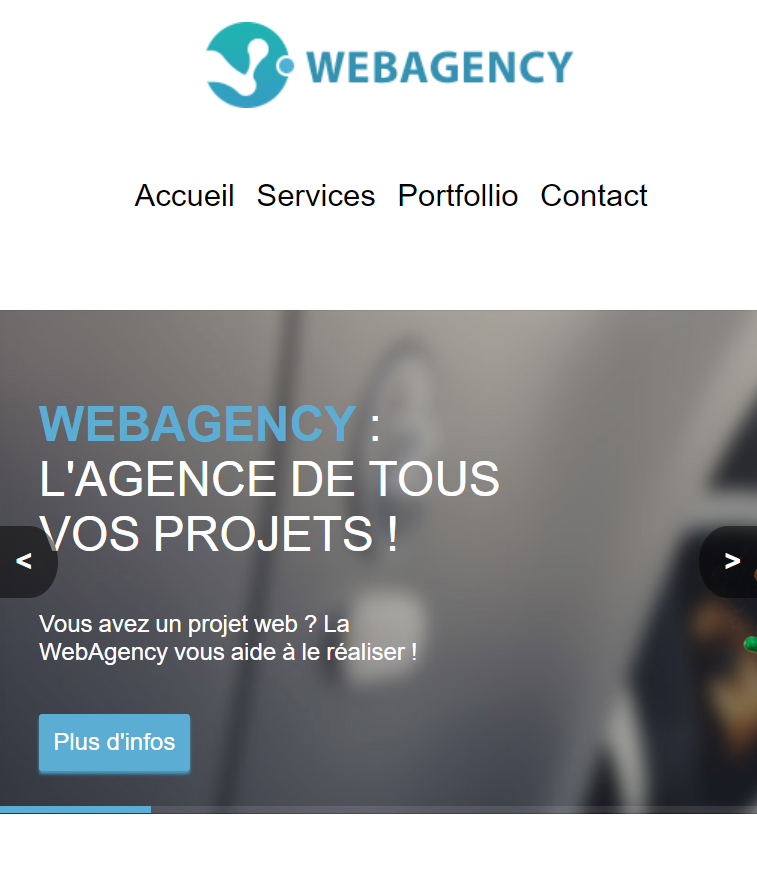 WEBAGENCY
Accueil Services Portfollio Contact
WEBAGENCY :
L'AGENCE DE TOUS
VOS PROJETS !
< >
Vous avez un projet web ? La
WebAgency vous aide à le réaliser !
Plus d'infos